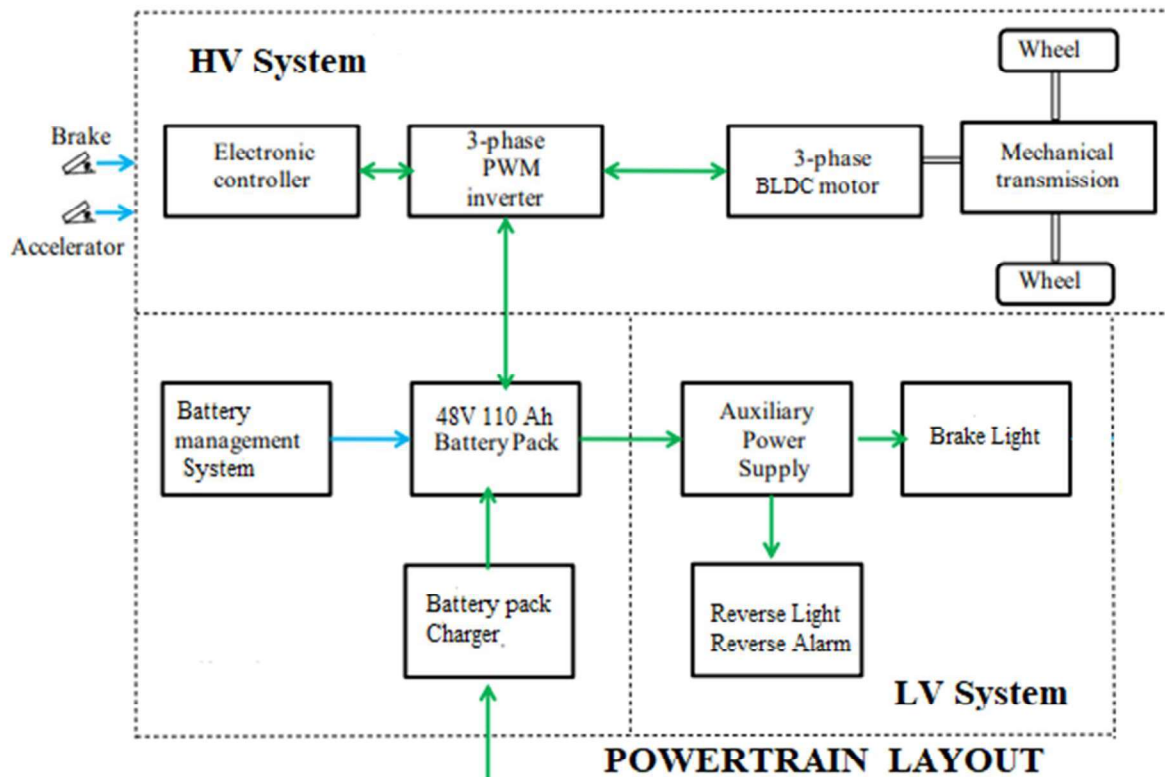 HV System
Wheel
Brake
Electronic
controller
3-phase
PWM
inverter
3-phase
BLDC motor
Mechanical
transmission
Accelerator
Wheel
Battery
management
System
48V 110 Ah
Battery Pack
Auxiliary
Power
Supply
Brake Light
Battery pack
Charger
Reverse Light
Reverse Alarm
LV System
POWERTRAIN LAYOUT